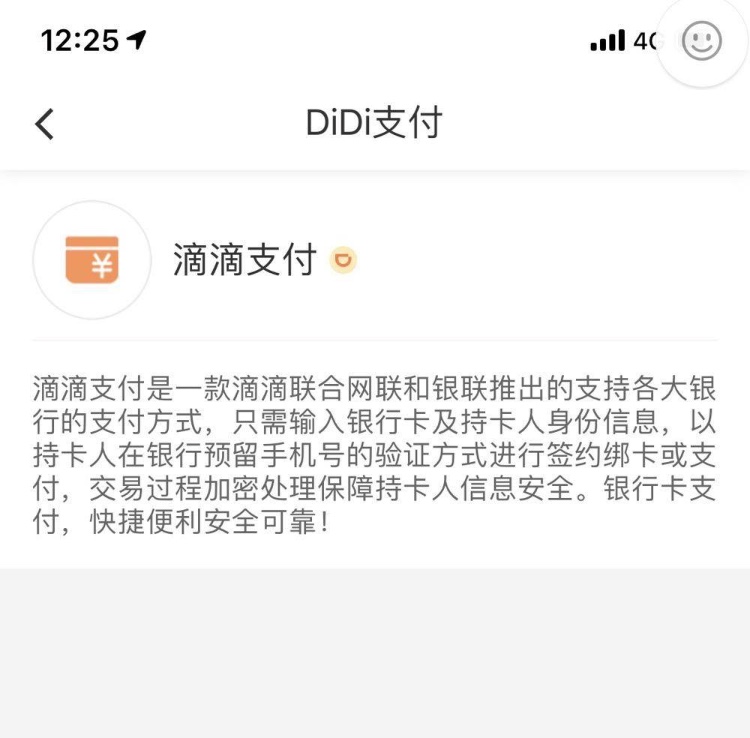 12:25
DiDi支付
滴滴支付
滴滴支付是一款滴滴联合网联和银联推出的支持各大银
行的支付方式，只需输入银行卡及持卡人身份信息，以
持卡人在银行预留手机号的验证方式进行签约绑卡或支
付，交易过程加密处理保障持卡人信息安全。银行卡支
付，快捷便利安全可靠！